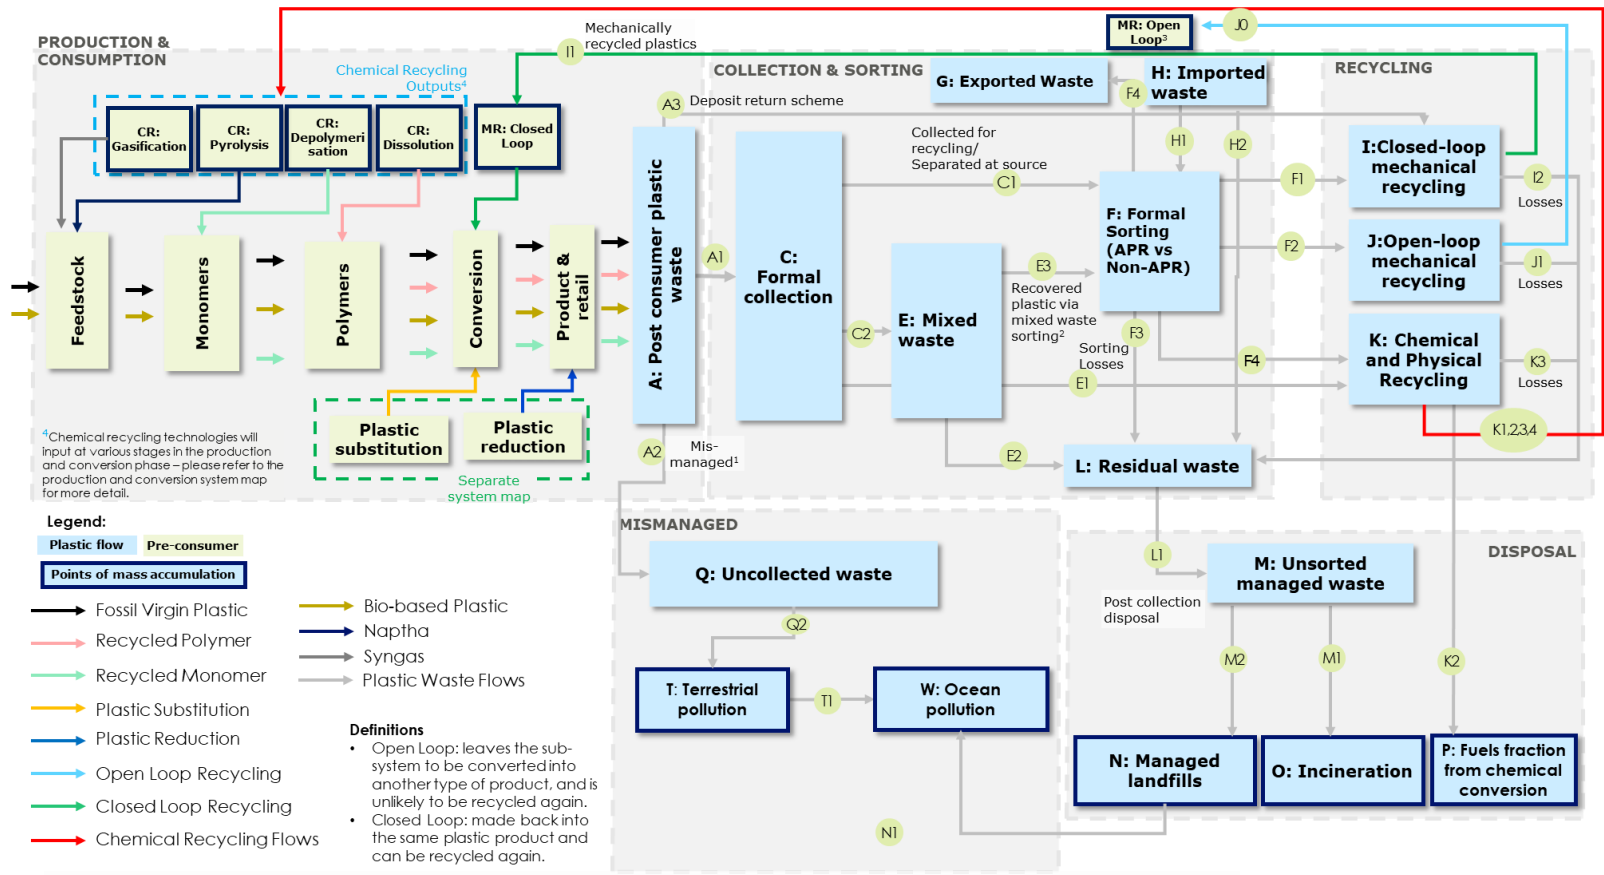 PRODUCTION &
CONSUMPTION
Chemical Recycling
Outputs⁴
CR:
Gasification
CR:
Pyrolysis
CR:
Depolymeri
sation
CR:
Dissolution
I1
Mechanically
recycled plastics
MR: Closed
Loop
MR: Open
Loop³
J0
COLLECTION & SORTING
G: Exported Waste
F4
H: Imported
waste
RECYCLING
A3
Deposit return scheme
Collected for
recycling/
Separated at source
C1
H1
H2
Feedstock
Monomers
Polymers
Conversion
Product &
retail
A: Post consumer plastic
waste
A1
C:
Formal
collection
C2
E: Mixed
waste
E3
Recovered
plastic via
mixed waste
sorting²
F: Formal
Sorting
(APR vs
Non-APR)
F1
F2
F3
Sorting
Losses
F4
E1
E2
I:Closed-loop
mechanical
recycling
I2
Losses
J:Open-loop
mechanical
recycling
J1
Losses
K: Chemical
and Physical
Recycling
K3
Losses
K1,2,3,4
Plastic
substitution
Plastic
reduction
Separate
system map
⁴Chemical recycling technologies will
input at various stages in the production
and conversion phase – please refer to the
production and conversion system map
for more detail.
A2
Mis-
managed¹
L: Residual waste
Legend:
Plastic flow
Pre-consumer
Points of mass accumulation
Fossil Virgin Plastic
Recycled Polymer
Recycled Monomer
Plastic Substitution
Plastic Reduction
Open Loop Recycling
Closed Loop Recycling
Chemical Recycling Flows
Bio-based Plastic
Naptha
Syngas
Plastic Waste Flows
Definitions
• Open Loop: leaves the sub-
system to be converted into
another type of product, and is
unlikely to be recycled again.
• Closed Loop: made back into
the same plastic product and
can be recycled again.
MISMANAGED
Q: Uncollected waste
Q2
T: Terrestrial
pollution
T1
W: Ocean
pollution
N1
DISPOSAL
L1
Post collection
disposal
M: Unsorted
managed waste
M2
M1
K2
N: Managed
landfills
O: Incineration
P: Fuels fraction
from chemical
conversion